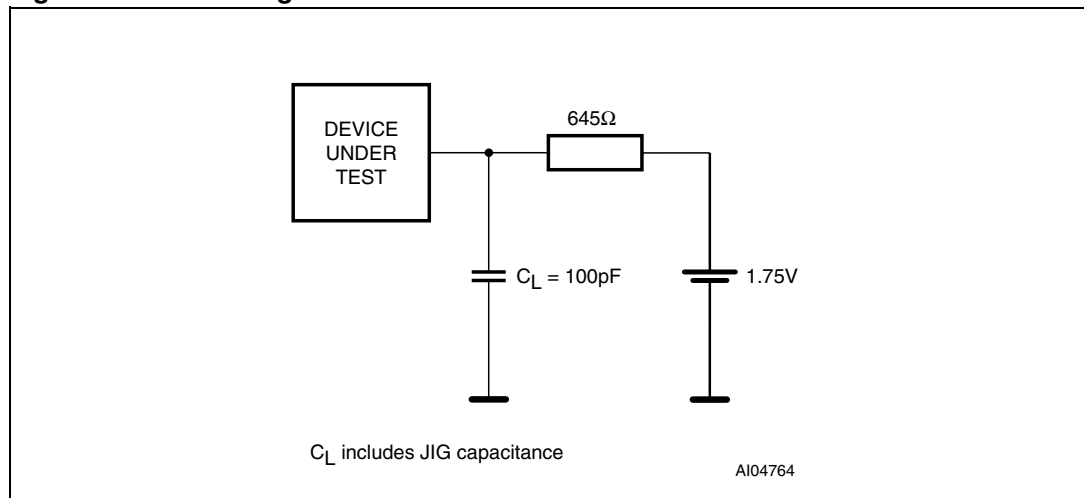 DEVICE
UNDER
TEST
645Ω
C_L = 100pF
1.75V
C_L includes JIG capacitance
AI04764